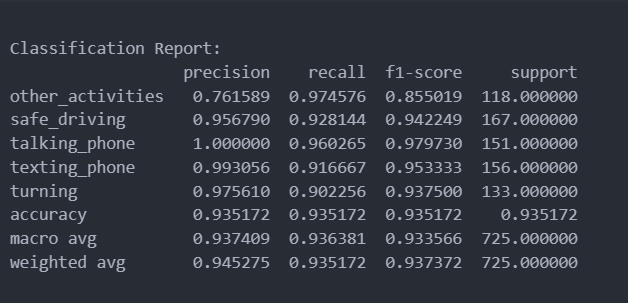 Classification Report:
precision recall f1-score support
other_activities 0.761589 0.974576 0.855019 118.000000
safe_driving 0.956790 0.928144 0.942249 167.000000
talking_phone 1.000000 0.960265 0.979730 151.000000
texting_phone 0.993056 0.916667 0.953333 156.000000
turning 0.975610 0.902256 0.937500 133.000000
accuracy 0.935172 0.935172 0.935172 0.935172
macro avg 0.937409 0.936381 0.933566 725.000000
weighted avg 0.945275 0.935172 0.937372 725.000000